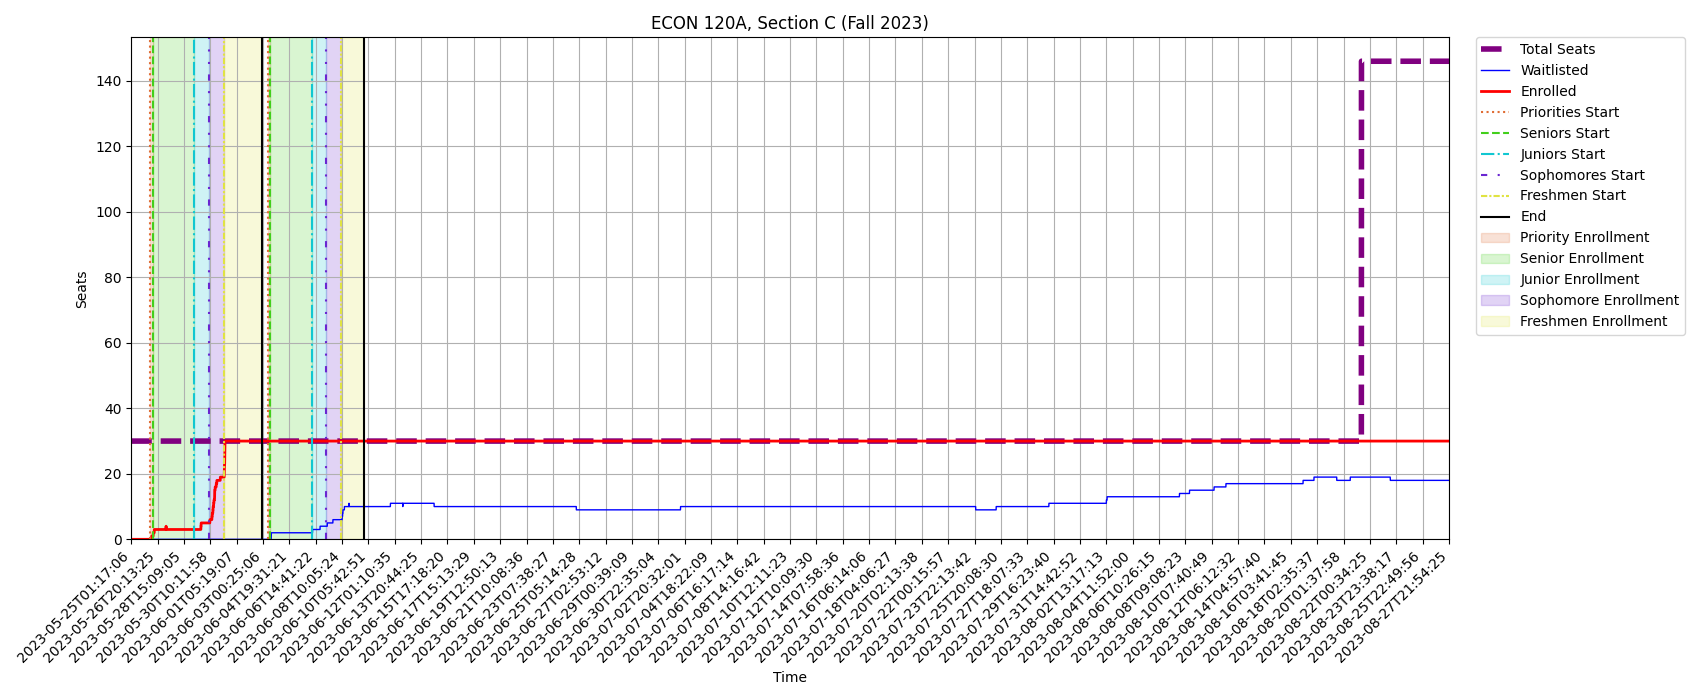 ECON 120A, Section C (Fall 2023)
Seats
140
120
100
80
60
40
20
0
2023-05-25T01:17:06
2023-05-26T20:13:25
2023-05-28T15:09:05
2023-05-30T10:11:58
2023-06-01T05:19:07
2023-06-03T00:25:06
2023-06-04T19:31:21
2023-06-06T14:41:22
2023-06-08T10:05:24
2023-06-10T05:42:51
2023-06-12T01:10:35
2023-06-13T20:44:25
2023-06-15T17:18:20
2023-06-17T15:13:29
2023-06-19T12:50:13
2023-06-21T10:08:36
2023-06-23T07:38:27
2023-06-25T05:14:28
2023-06-27T02:53:12
2023-06-29T00:39:09
2023-06-30T22:35:04
2023-07-02T20:32:01
2023-07-04T18:22:09
2023-07-06T16:17:14
2023-07-08T14:16:42
2023-07-10T12:11:23
2023-07-12T10:09:30
2023-07-14T07:58:36
2023-07-16T06:14:06
2023-07-18T04:06:27
2023-07-20T02:13:38
2023-07-22T00:15:57
2023-07-23T22:13:42
2023-07-25T20:08:30
2023-07-27T18:07:33
2023-07-29T16:23:40
2023-07-31T14:42:52
2023-08-02T13:17:13
2023-08-04T11:52:00
2023-08-06T10:26:15
2023-08-08T09:08:23
2023-08-10T07:40:49
2023-08-12T06:12:32
2023-08-14T04:57:40
2023-08-16T03:41:45
2023-08-18T02:35:37
2023-08-20T01:37:58
2023-08-22T00:34:25
2023-08-23T23:38:17
2023-08-25T22:49:56
2023-08-27T21:54:25
Time
Total Seats
Waitlisted
Enrolled
Priorities Start
Seniors Start
Juniors Start
Sophomores Start
Freshmen Start
End
Priority Enrollment
Senior Enrollment
Junior Enrollment
Sophomore Enrollment
Freshmen Enrollment